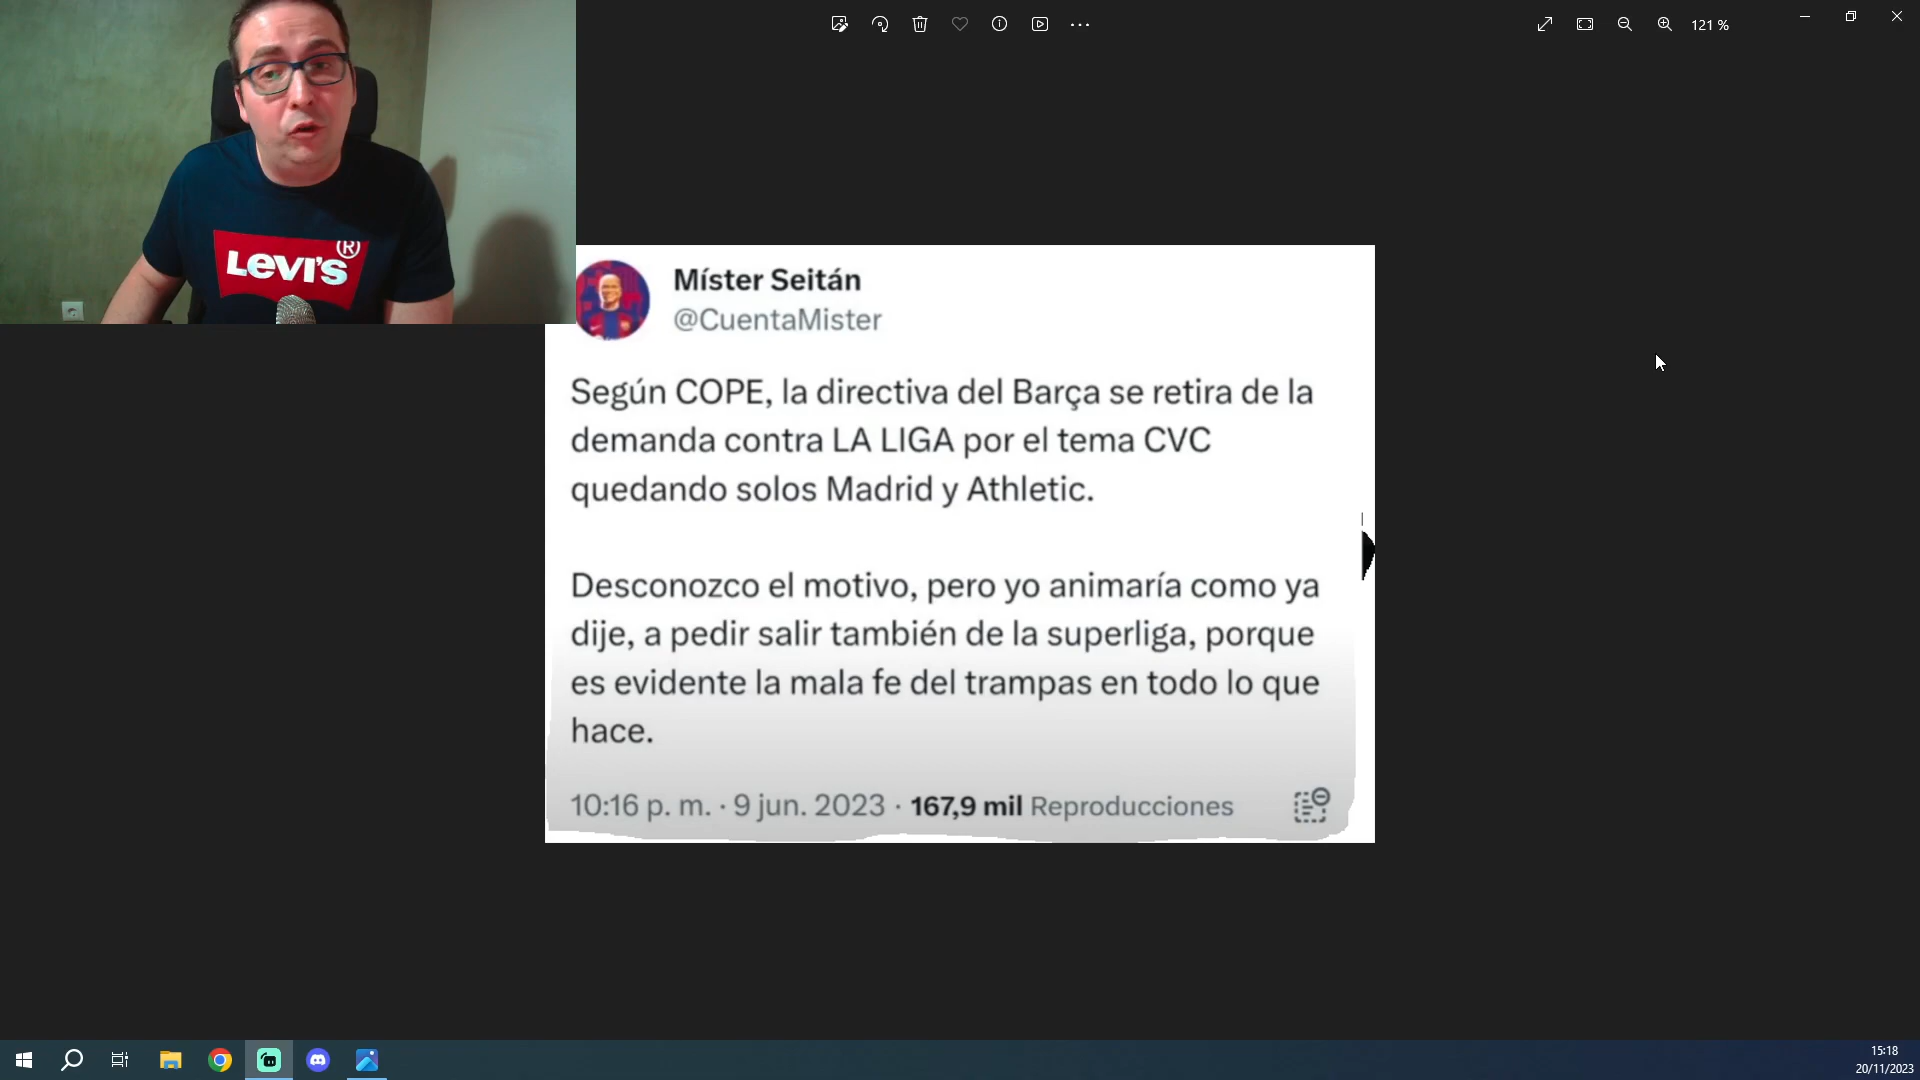 121 %
LEVI'S®
Míster Seitán
@CuentaMister
Según COPE, la directiva del Barça se retira de la
demanda contra LA LIGA por el tema CVC
quedando solos Madrid y Athletic.
Desconozco el motivo, pero yo animaría como ya
dije, a pedir salir también de la superliga, porque
es evidente la mala fe del trampas en todo lo que
hace.
10:16 p. m. · 9 jun. 2023 · 167,9 mil Reproducciones
15:18
20/11/2023